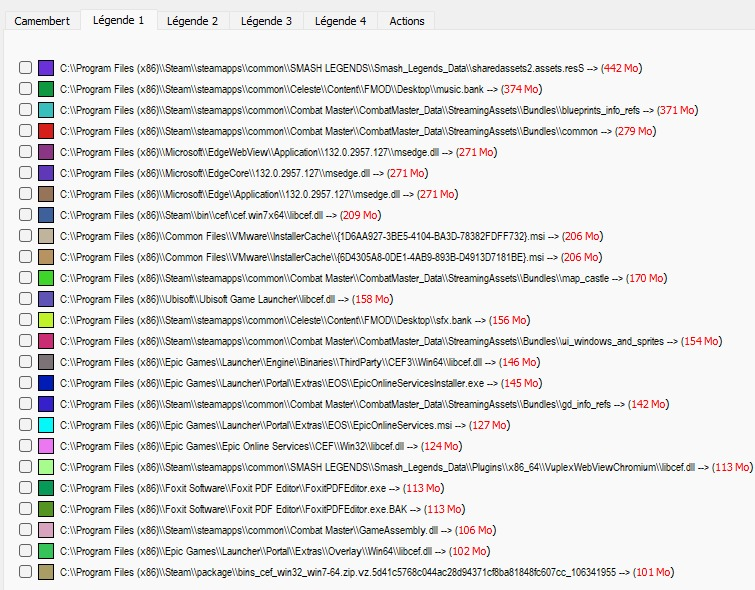 Camembert Légende 1 Légende 2 Légende 3 Légende 4 Actions
C:\\Program Files (x86)\\Steam\\steamapps\\common\\SMASH LEGENDS\\Smash_Legends_Data\\sharedassets2.assets.resS --> (442 Mo)
C:\\Program Files (x86)\\Steam\\steamapps\\common\\Celeste\\Content\\FMOD\\Desktop\\music.bank --> (374 Mo)
C:\\Program Files (x86)\\Steam\\steamapps\\common\\Combat Master\\CombatMaster_Data\\StreamingAssets\\Bundles\\blueprints_info_refs --> (371 Mo)
C:\\Program Files (x86)\\Steam\\steamapps\\common\\Combat Master\\CombatMaster_Data\\StreamingAssets\\Bundles\\common --> (279 Mo)
C:\\Program Files (x86)\\Microsoft\\EdgeWebView\\Application\\132.0.2957.127\\msedge.dll --> (271 Mo)
C:\\Program Files (x86)\\Microsoft\\EdgeCore\\132.0.2957.127\\msedge.dll --> (271 Mo)
C:\\Program Files (x86)\\Microsoft\\Edge\\Application\\132.0.2957.127\\msedge.dll --> (271 Mo)
C:\\Program Files (x86)\\Steam\\bin\\cef\\cef.win7x64\\libcef.dll --> (209 Mo)
C:\\Program Files (x86)\\Common Files\\VMware\\InstallerCache\\{1D6AA927-3BE5-4104-BA3D-78382FDFF732}.msi --> (206 Mo)
C:\\Program Files (x86)\\Common Files\\VMware\\InstallerCache\\{6D4305A8-0DE1-4AB9-893B-D4913D7181BE}.msi --> (206 Mo)
C:\\Program Files (x86)\\Steam\\steamapps\\common\\Combat Master\\CombatMaster_Data\\StreamingAssets\\Bundles\\map_castle --> (170 Mo)
C:\\Program Files (x86)\\Ubisoft\\Ubisoft Game Launcher\\libcef.dll --> (158 Mo)
C:\\Program Files (x86)\\Steam\\steamapps\\common\\Celeste\\Content\\FMOD\\Desktop\\sfx.bank --> (156 Mo)
C:\\Program Files (x86)\\Steam\\steamapps\\common\\Combat Master\\CombatMaster_Data\\StreamingAssets\\Bundles\\ui_windows_and_sprites --> (154 Mo)
C:\\Program Files (x86)\\Epic Games\\Launcher\\Engine\\Binaries\\ThirdParty\\CEF3\\Win64\\libcef.dll --> (146 Mo)
C:\\Program Files (x86)\\Epic Games\\Launcher\\Portal\\Extras\\EOS\\EpicOnlineServicesInstaller.exe --> (145 Mo)
C:\\Program Files (x86)\\Steam\\steamapps\\common\\Combat Master\\CombatMaster_Data\\StreamingAssets\\Bundles\\gd_info_refs --> (142 Mo)
C:\\Program Files (x86)\\Epic Games\\Launcher\\Portal\\Extras\\EOS\\EpicOnlineServices.msi --> (127 Mo)
C:\\Program Files (x86)\\Epic Games\\Epic Online Services\\CEF\\Win32\\libcef.dll --> (124 Mo)
C:\\Program Files (x86)\\Steam\\steamapps\\common\\SMASH LEGENDS\\Smash_Legends_Data\\Plugins\\x86_64\\VuplexWebViewChromium\\libcef.dll --> (113 Mo)
C:\\Program Files (x86)\\Foxit Software\\Foxit PDF Editor\\FoxitPDFEditor.exe --> (113 Mo)
C:\\Program Files (x86)\\Foxit Software\\Foxit PDF Editor\\FoxitPDFEditor.exe.BAK --> (113 Mo)
C:\\Program Files (x86)\\Steam\\steamapps\\common\\Combat Master\\GameAssembly.dll --> (106 Mo)
C:\\Program Files (x86)\\Epic Games\\Launcher\\Portal\\Extras\\Overlay\\Win64\\libcef.dll --> (102 Mo)
C:\\Program Files (x86)\\Steam\\package\\bins_cef_win32_win7-64.zip.vz.5d41c5768c044ac28d94371cf8ba81848fc607cc_106341955 --> (101 Mo)